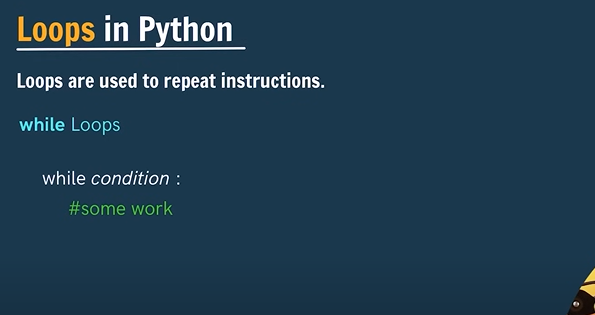 Loops in Python
Loops are used to repeat instructions.
while Loops
while condition :
#some work